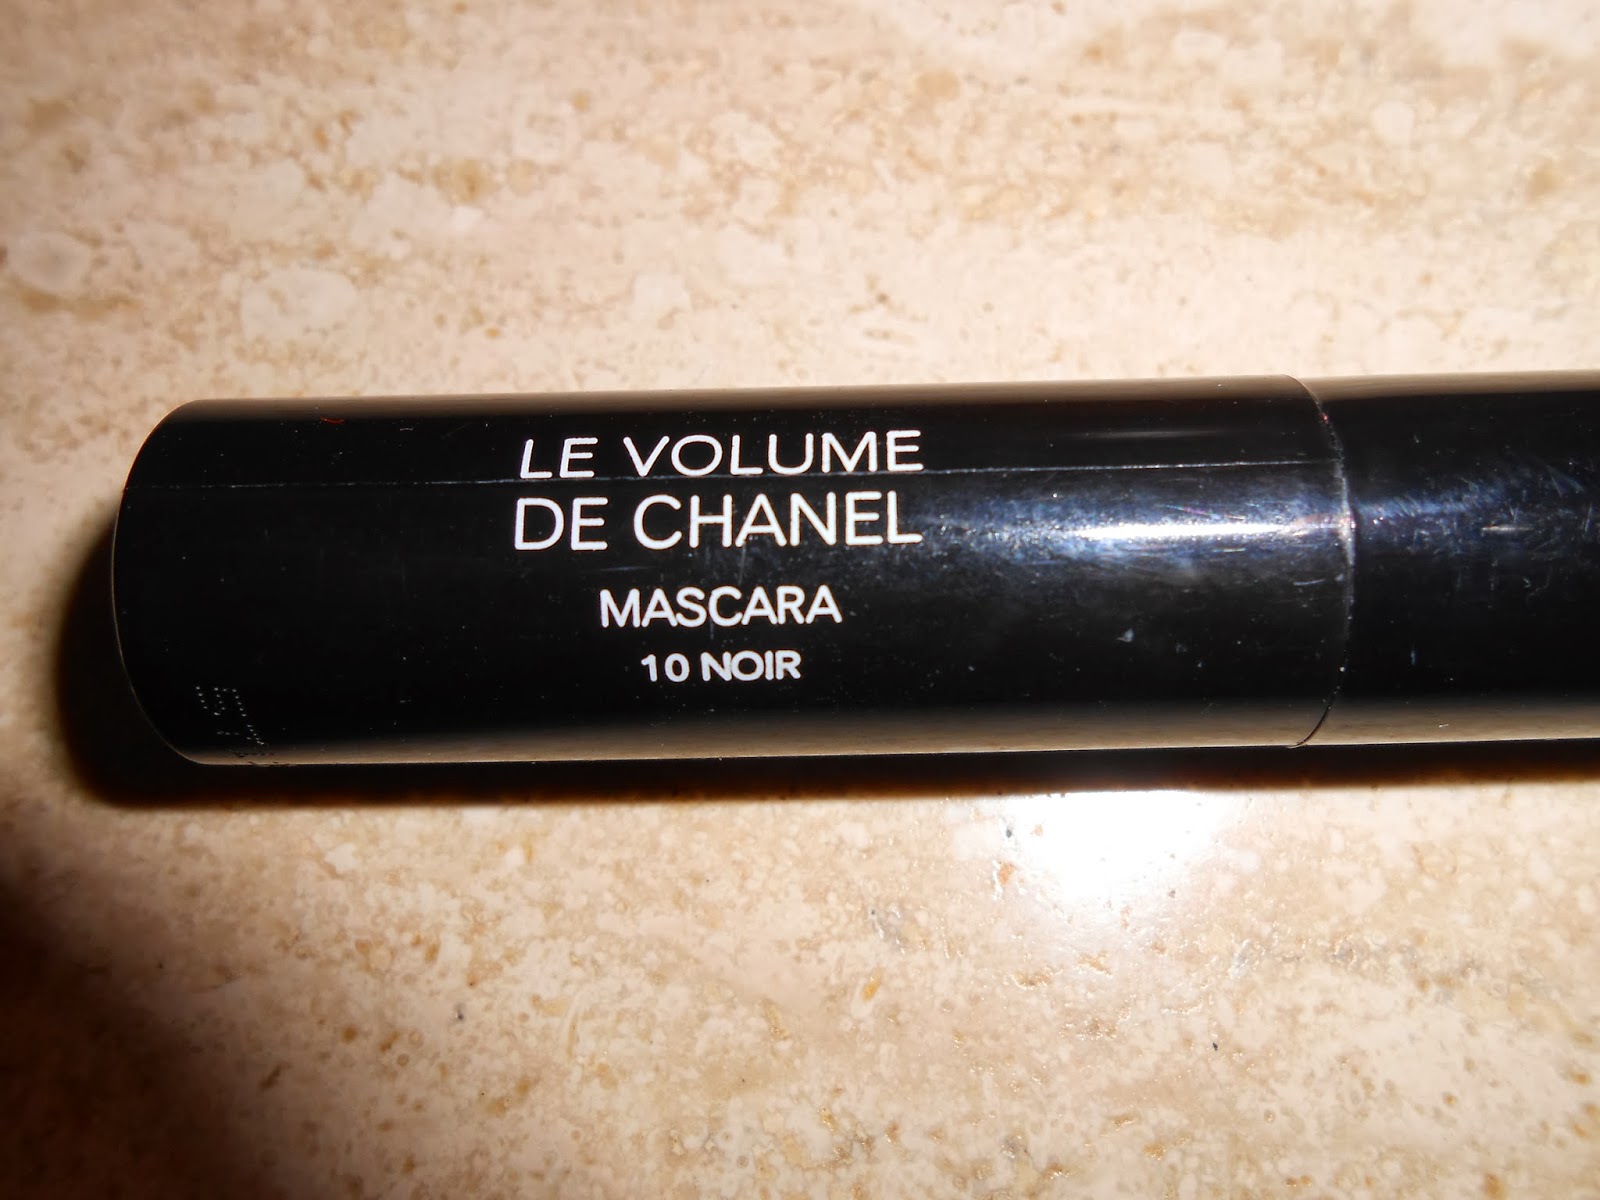 LE VOLUME
DE CHANEL
MASCARA
10 NOIR